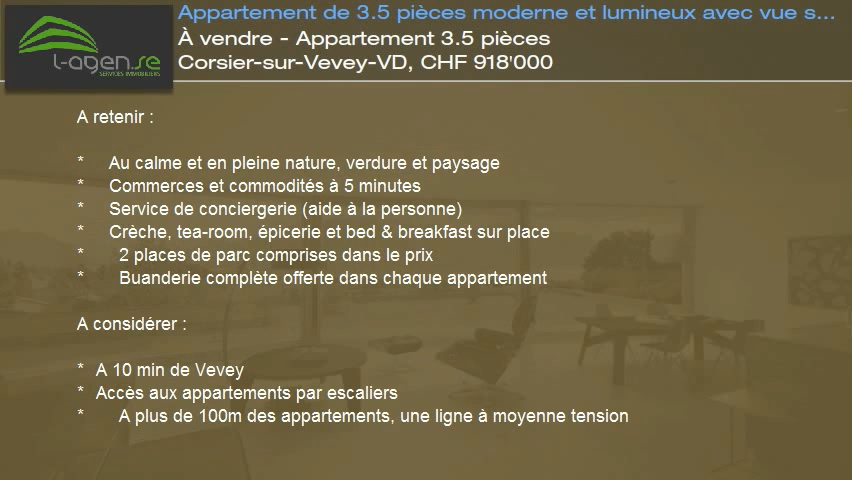 L-agen.se
SERVICES IMMOBILIERS
Appartement de 3.5 pièces moderne et lumineux avec vue s...
À vendre - Appartement 3.5 pièces
Corsier-sur-Vevey-VD, CHF 918'000
A retenir :
* Au calme et en pleine nature, verdure et paysage
* Commerces et commodités à 5 minutes
* Service de conciergerie (aide à la personne)
* Crèche, tea-room, épicerie et bed & breakfast sur place
* 2 places de parc comprises dans le prix
* Buanderie complète offerte dans chaque appartement
A considérer :
* A 10 min de Vevey
* Accès aux appartements par escaliers
* A plus de 100m des appartements, une ligne à moyenne tension